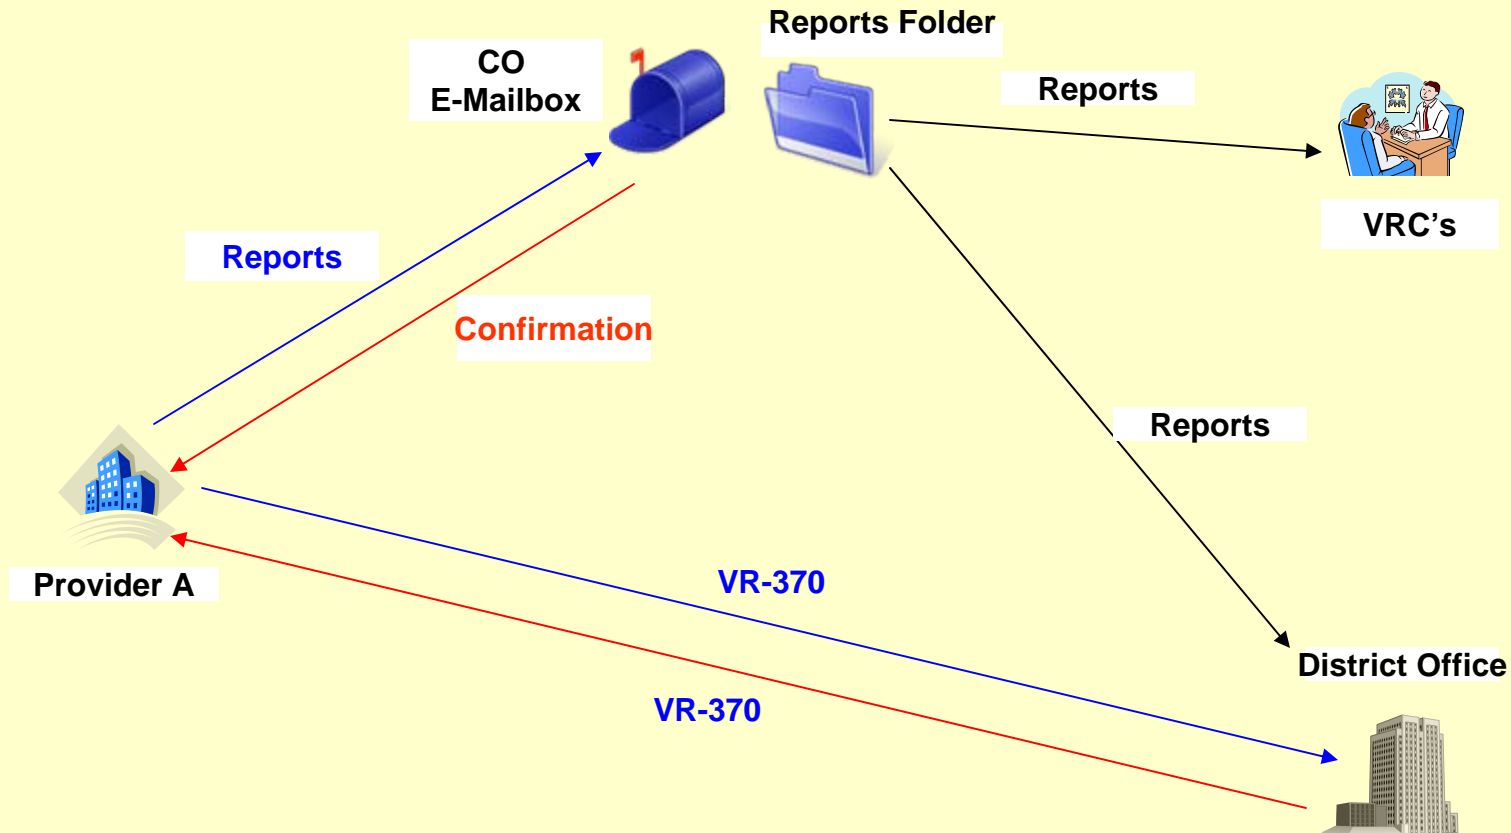 Reports Folder
CO
E-Mailbox
Reports
VRC's
Reports
Confirmation
Reports
Provider A
VR-370
District Office
VR-370